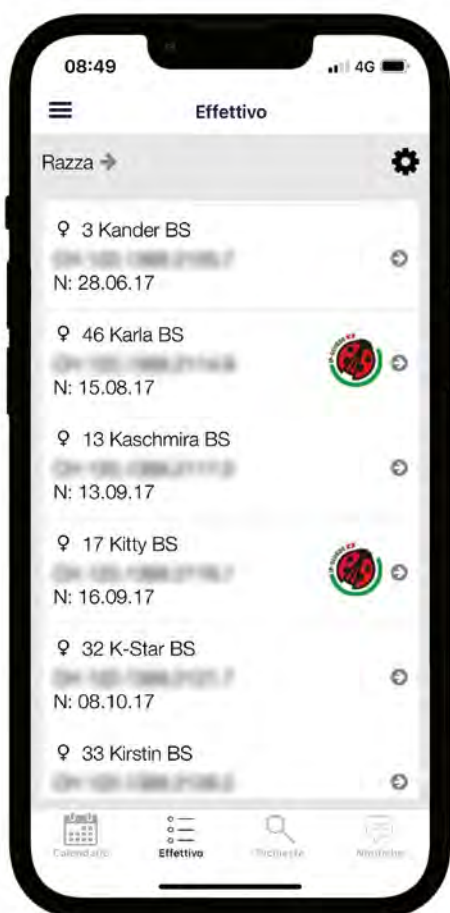 08:49
4G
Effettivo
Razza
♀ 3 Kander BS
N: 28.06.17
♀ 46 Karla BS
N: 15.08.17
♀ 13 Kaschmira BS
N: 13.09.17
♀ 17 Kitty BS
N: 16.09.17
♀ 32 K-Star BS
N: 08.10.17
♀ 33 Kirstin BS
Calendario
Effettivo
Richieste